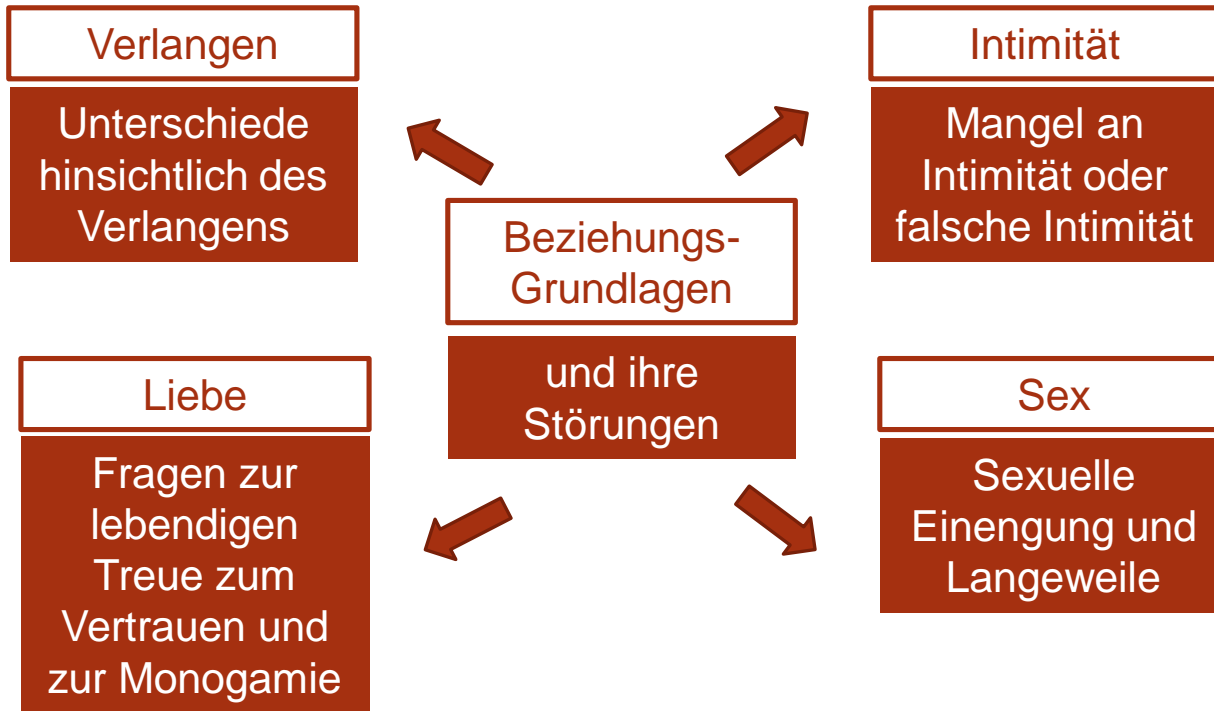 Verlangen
Unterschiede
hinsichtlich des
Verlangens
Intimität
Mangel an
Intimität oder
falsche Intimität
Beziehungs-
Grundlagen
und ihre
Störungen
Liebe
Fragen zur
lebendigen
Treue zum
Vertrauen und
zur Monogamie
Sex
Sexuelle
Einengung und
Langeweile